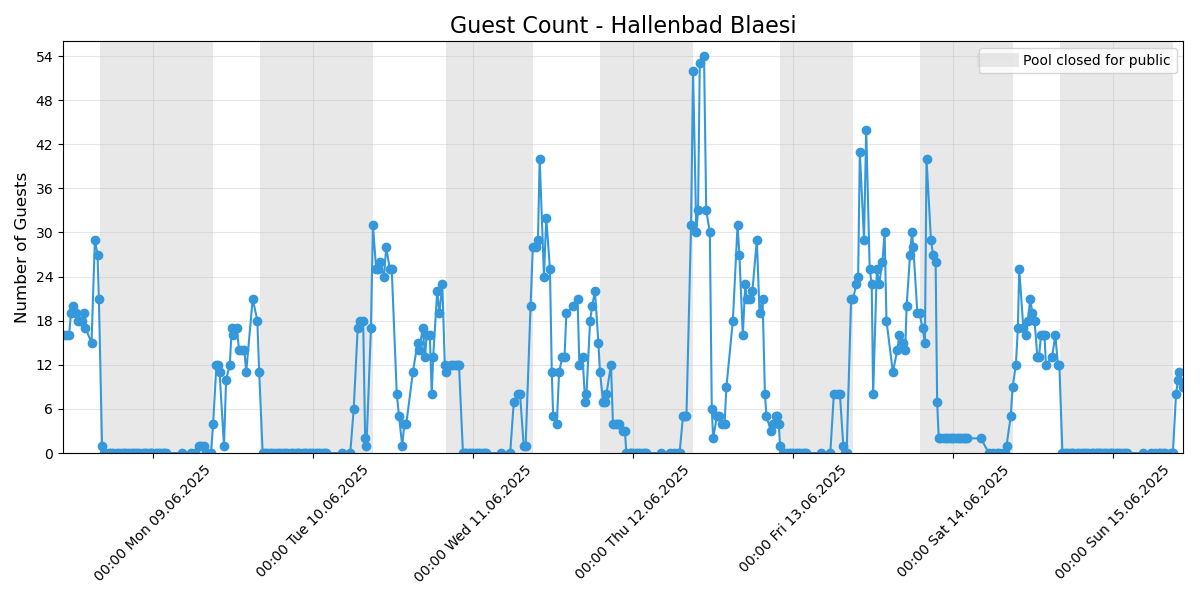 Guest Count - Hallenbad Blaesi
Pool closed for public
Number of Guests
54
48
42
36
30
24
18
12
6
0
00:00 Mon 09.06.2025
00:00 Tue 10.06.2025
00:00 Wed 11.06.2025
00:00 Thu 12.06.2025
00:00 Fri 13.06.2025
00:00 Sat 14.06.2025
00:00 Sun 15.06.2025